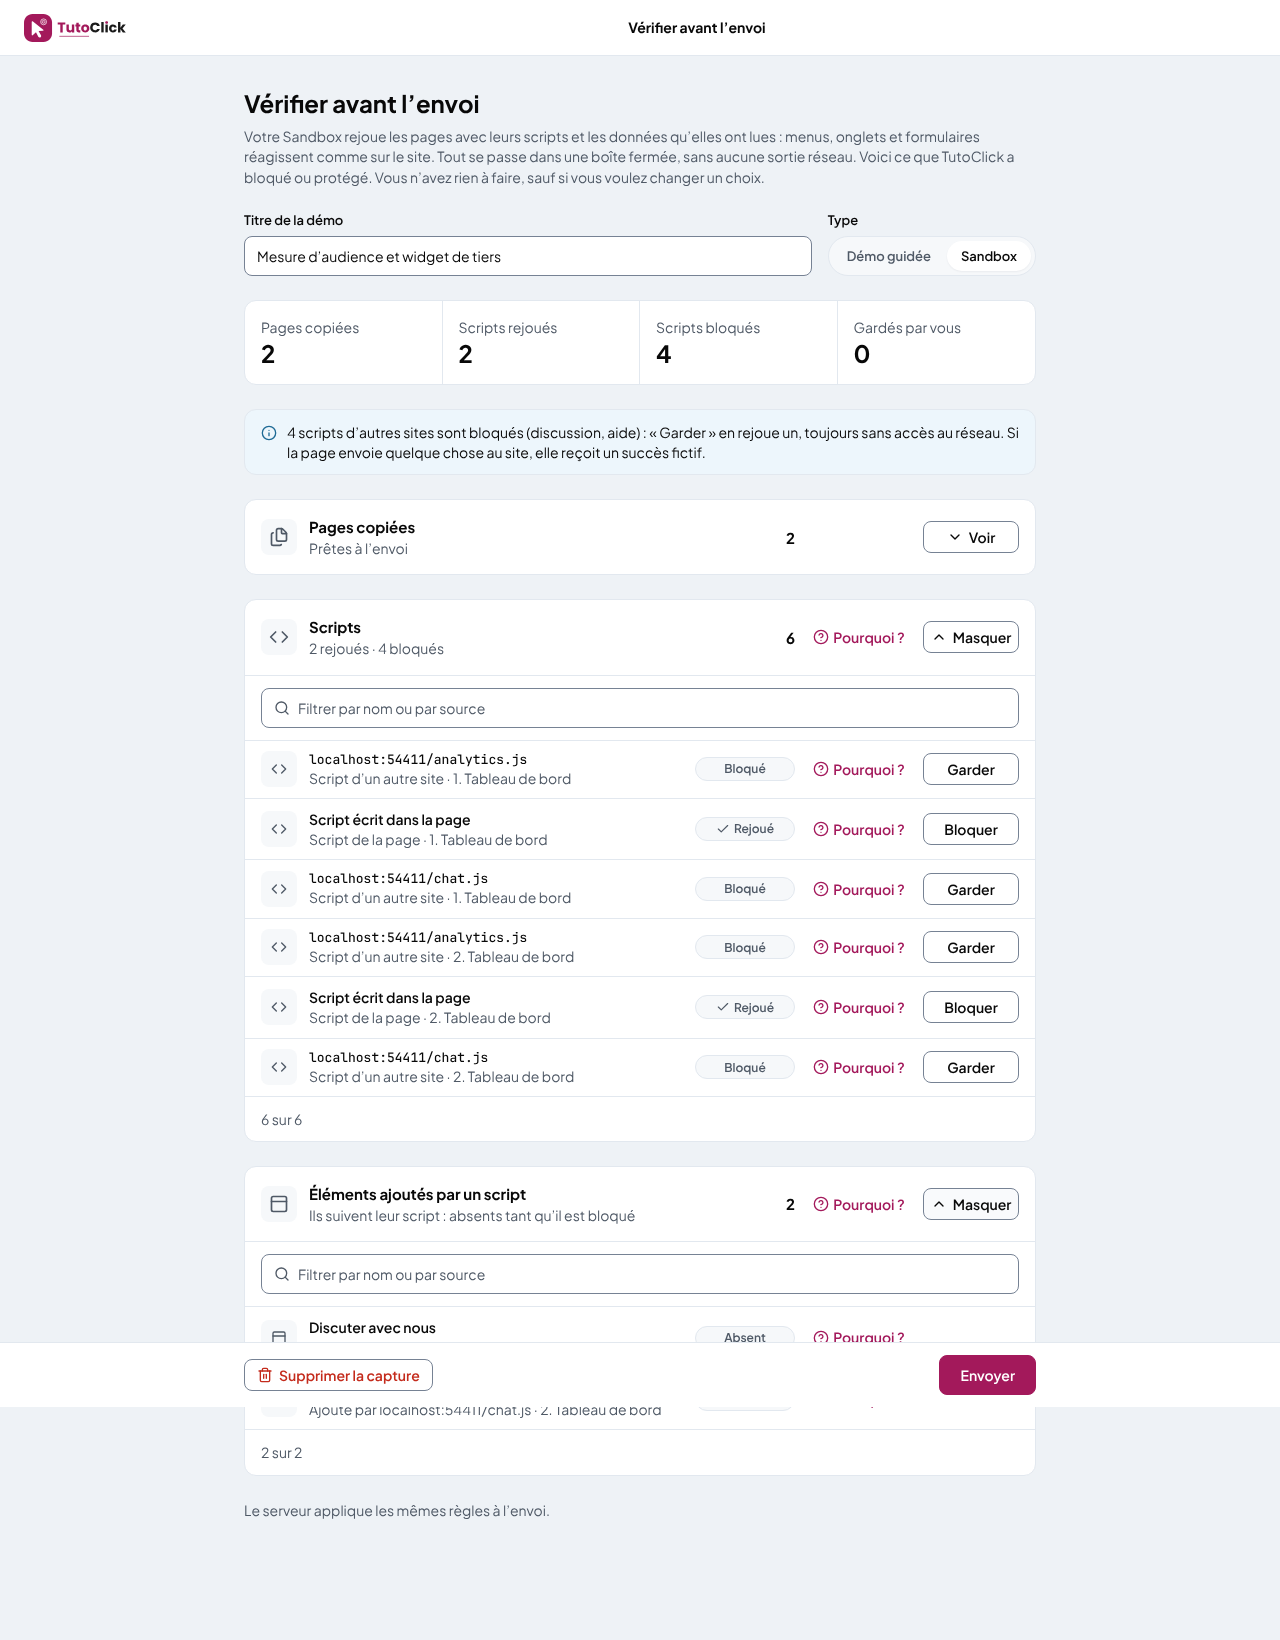 TutoClick
Vérifier avant l’envoi
Vérifier avant l’envoi
Votre Sandbox rejoue les pages avec leurs scripts et les données qu’elles ont lues : menus, onglets et formulaires
réagissent comme sur le site. Tout se passe dans une boîte fermée, sans aucune sortie réseau. Voici ce que TutoClick a
bloqué ou protégé. Vous n’avez rien à faire, sauf si vous voulez changer un choix.
Titre de la démo
Type
Mesure d’audience et widget de tiers
Démo guidée
Sandbox
Pages copiées
2
Scripts rejoués
2
Scripts bloqués
4
Gardés par vous
0
4 scripts d’autres sites sont bloqués (discussion, aide) : « Garder » en rejoue un, toujours sans accès au réseau. Si
la page envoie quelque chose au site, elle reçoit un succès fictif.
Pages copiées
Prêtes à l’envoi
2
Voir
Scripts
2 rejoués · 4 bloqués
6
Pourquoi ?
Masquer
Filtrer par nom ou par source
localhost:54411/analytics.js
Script d’un autre site · 1. Tableau de bord
Bloqué
Pourquoi ?
Garder
Script écrit dans la page
Script de la page · 1. Tableau de bord
Rejoué
Pourquoi ?
Bloquer
localhost:54411/chat.js
Script d’un autre site · 1. Tableau de bord
Bloqué
Pourquoi ?
Garder
localhost:54411/analytics.js
Script d’un autre site · 2. Tableau de bord
Bloqué
Pourquoi ?
Garder
Script écrit dans la page
Script de la page · 2. Tableau de bord
Rejoué
Pourquoi ?
Bloquer
localhost:54411/chat.js
Script d’un autre site · 2. Tableau de bord
Bloqué
Pourquoi ?
Garder
6 sur 6
Éléments ajoutés par un script
Ils suivent leur script : absents tant qu’il est bloqué
2
Pourquoi ?
Masquer
Filtrer par nom ou par source
Discuter avec nous
Absent
Pourquoi ?
Supprimer la capture
Envoyer
Ajouté par localhost:54411/chat.js · 2. Tableau de bord
2 sur 2
Le serveur applique les mêmes règles à l’envoi.